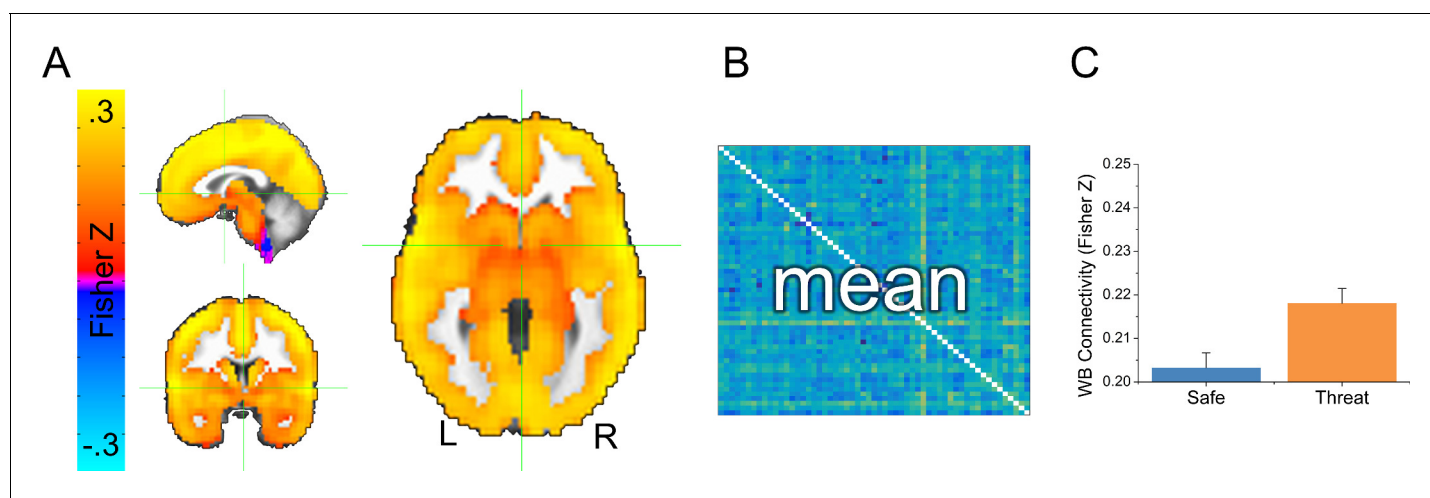 A
B
C
.3
Fisher Z
-.3
L
R
mean
WB Connectivity (Fisher Z)
0.25
0.24
0.23
0.22
0.21
0.20
Safe
Threat